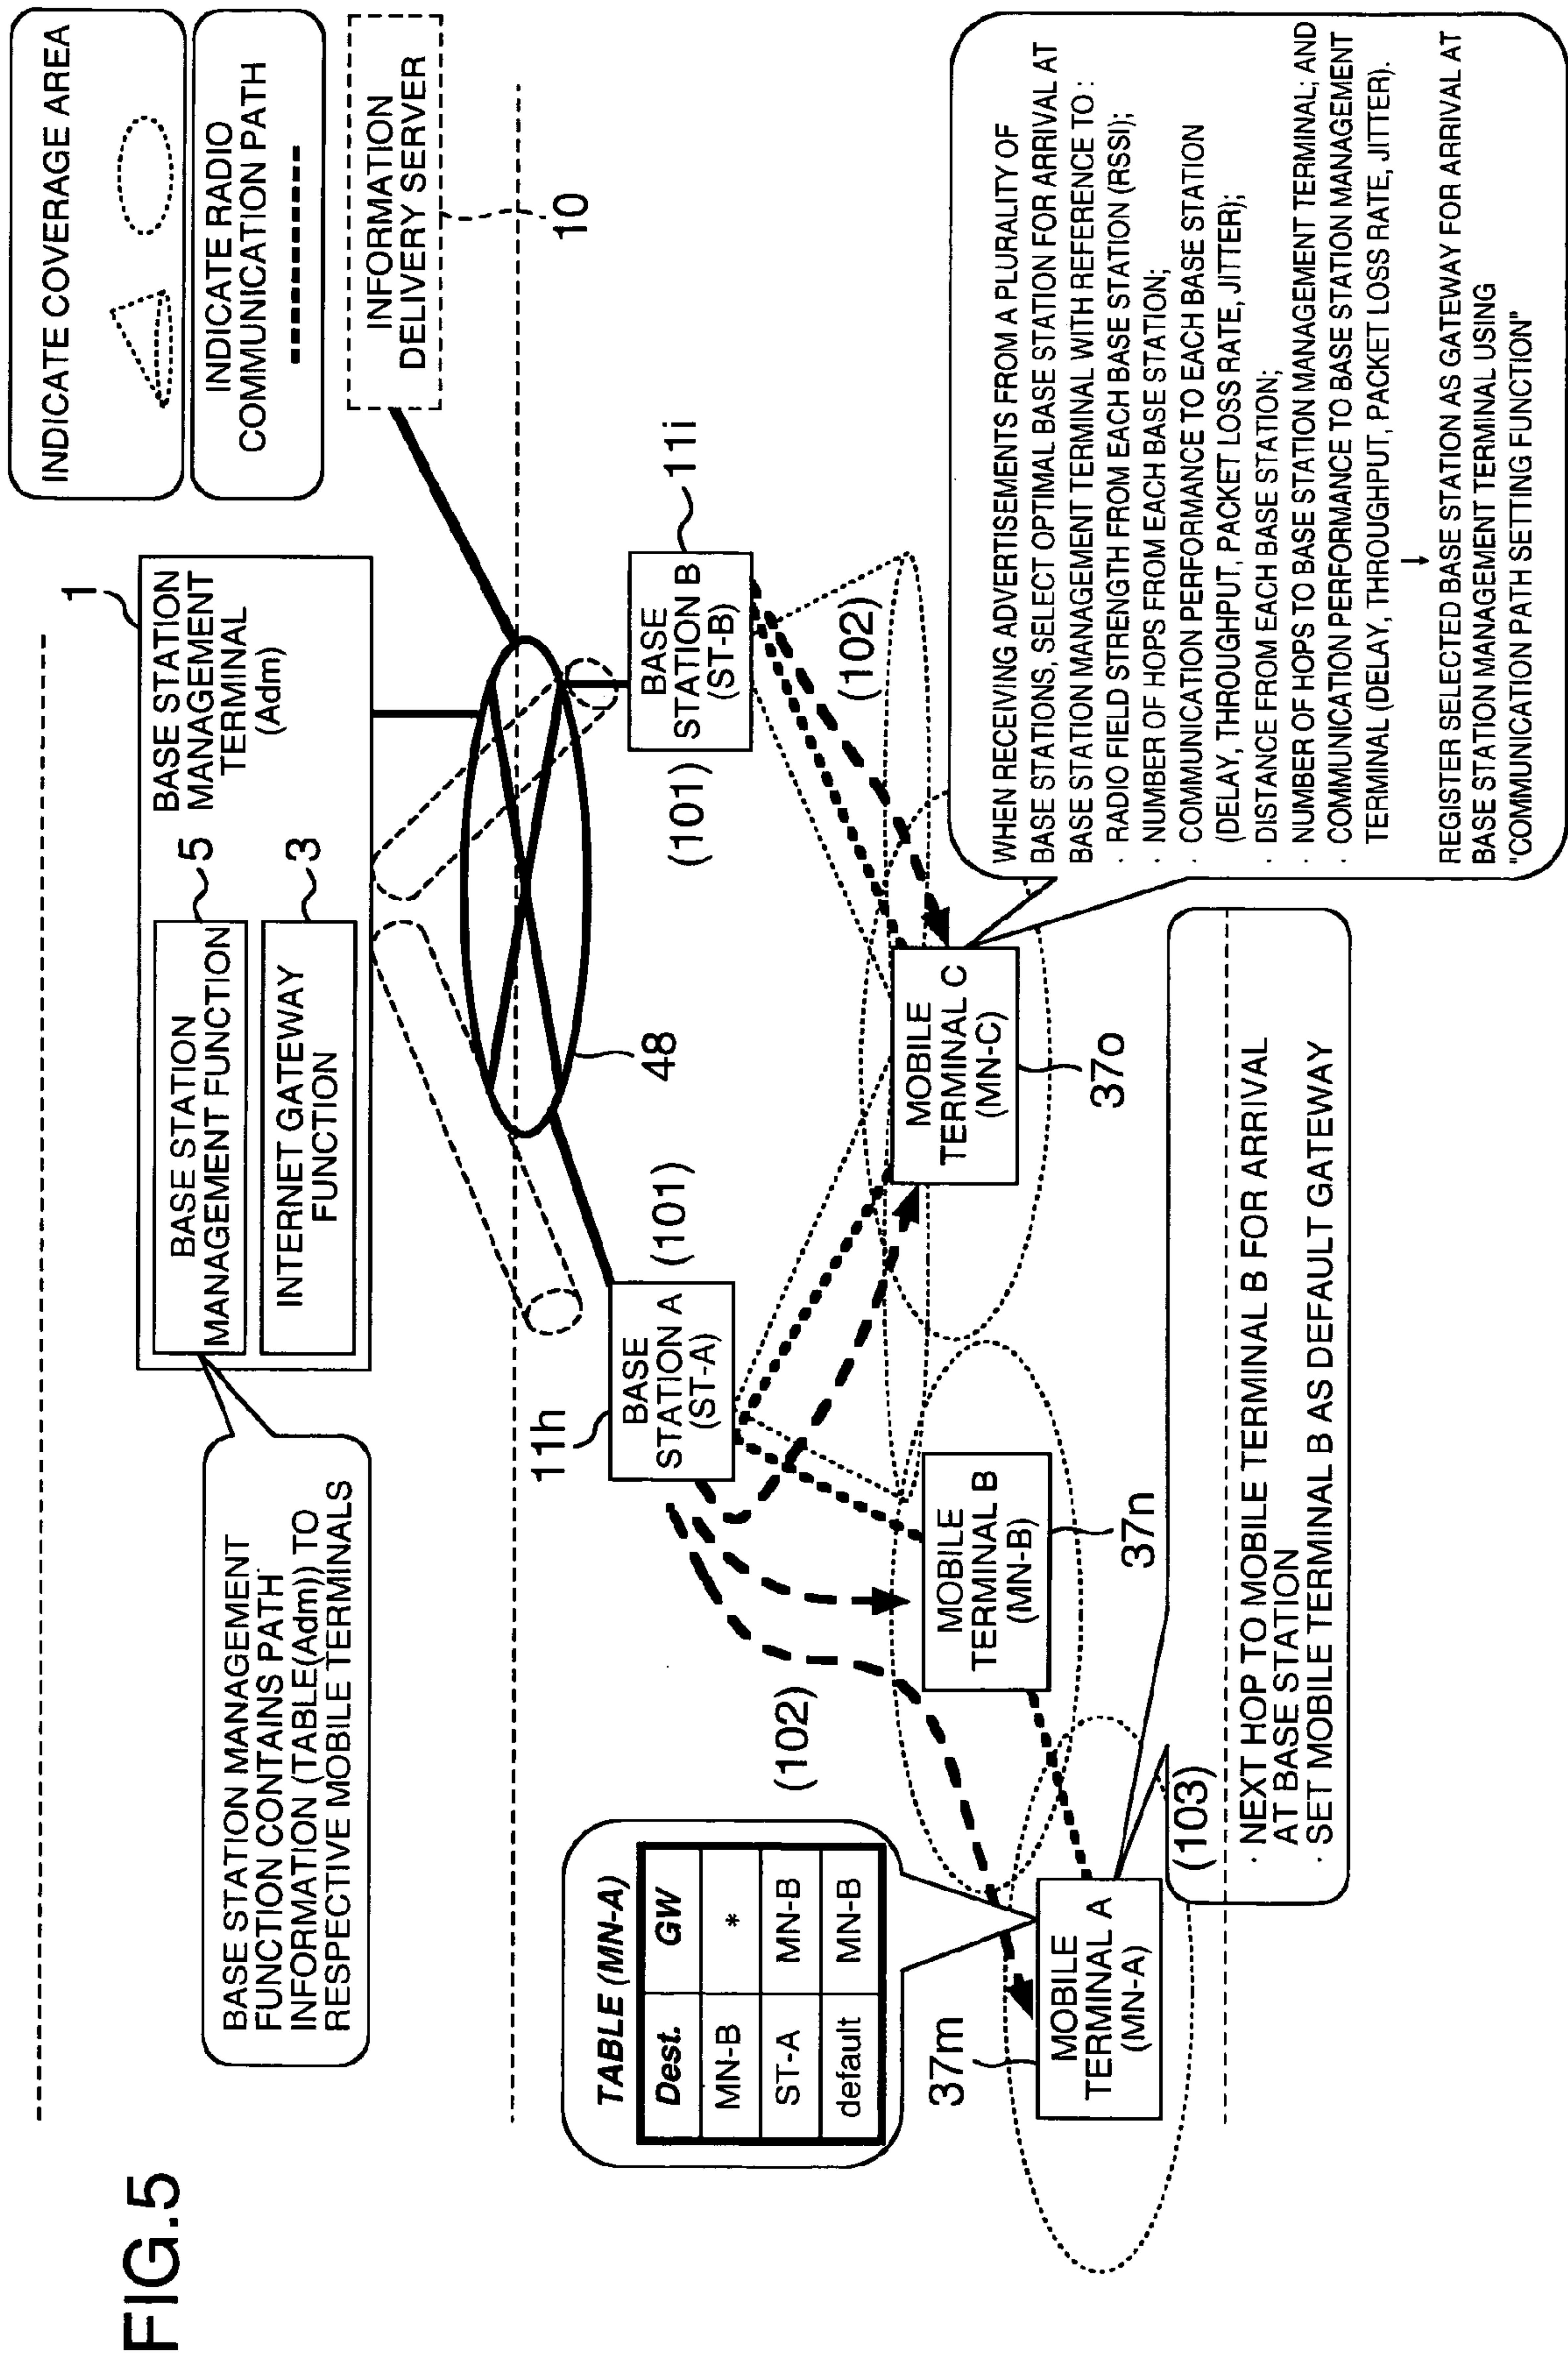 FIG.5
INDICATE COVERAGE AREA
INDICATE RADIO
COMMUNICATION PATH
INFORMATION
DELIVERY SERVER
10
1
BASE STATION
MANAGEMENT
TERMINAL
(Adm)
BASE STATION
MANAGEMENT FUNCTION
5
INTERNET GATEWAY
FUNCTION
3
BASE STATION MANAGEMENT
FUNCTION CONTAINS PATH
INFORMATION (TABLE(Adm)) TO
RESPECTIVE MOBILE TERMINALS
48
11h
BASE
STATION A
(ST-A)
(101)
BASE
STATION B
(ST-B)
11i
(101)
(102)
(102)
TABLE (MN-A)
Dest. GW
MN-B *
ST-A MN-B
default MN-B
37m
MOBILE
TERMINAL A
(MN-A)
MOBILE
TERMINAL B
(MN-B)
37n
MOBILE
TERMINAL C
(MN-C)
37o
(103)
· NEXT HOP TO MOBILE TERMINAL B FOR ARRIVAL
AT BASE STATION
· SET MOBILE TERMINAL B AS DEFAULT GATEWAY
WHEN RECEIVING ADVERTISEMENTS FROM A PLURALITY OF
BASE STATIONS, SELECT OPTIMAL BASE STATION FOR ARRIVAL AT
BASE STATION MANAGEMENT TERMINAL WITH REFERENCE TO :
· RADIO FIELD STRENGTH FROM EACH BASE STATION (RSSI);
· NUMBER OF HOPS FROM EACH BASE STATION;
· COMMUNICATION PERFORMANCE TO EACH BASE STATION
(DELAY, THROUGHPUT, PACKET LOSS RATE, JITTER);
· DISTANCE FROM EACH BASE STATION;
· NUMBER OF HOPS TO BASE STATION MANAGEMENT TERMINAL; AND
· COMMUNICATION PERFORMANCE TO BASE STATION MANAGEMENT
TERMINAL (DELAY, THROUGHPUT, PACKET LOSS RATE, JITTER).
↓
REGISTER SELECTED BASE STATION AS GATEWAY FOR ARRIVAL AT
BASE STATION MANAGEMENT TERMINAL USING
"COMMUNICATION PATH SETTING FUNCTION"